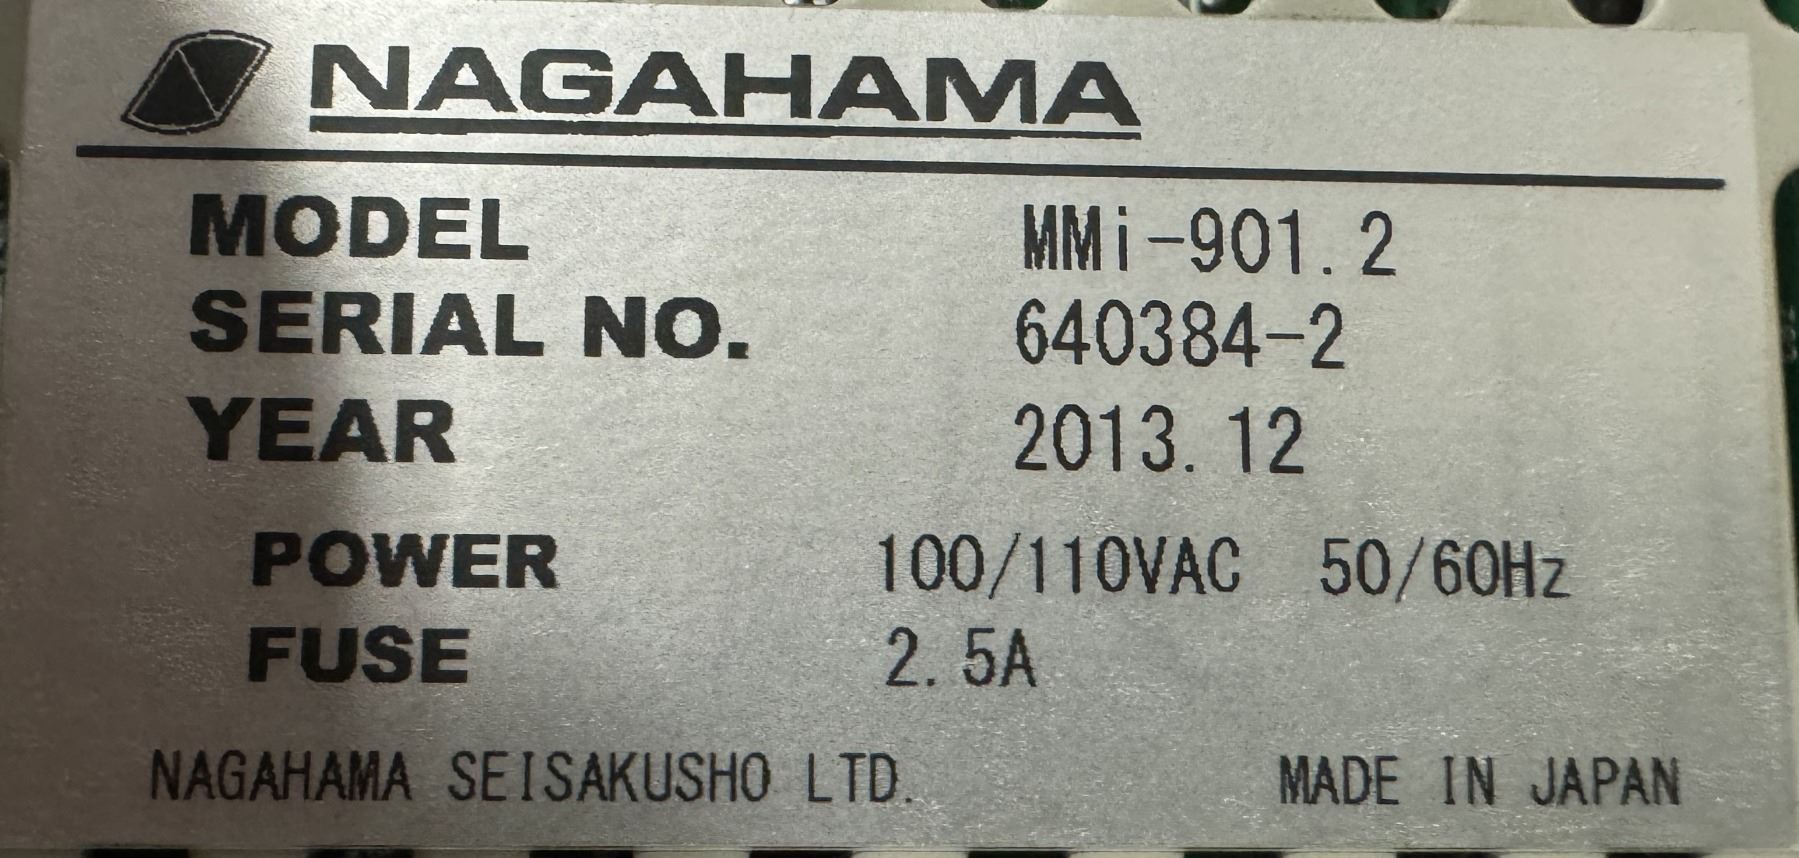 NAGAHAMA
MODEL MMi-901.2
SERIAL NO. 640384-2
YEAR 2013.12
POWER 100/110VAC 50/60Hz
FUSE 2.5A
NAGAHAMA SEISAKUSHO LTD. MADE IN JAPAN